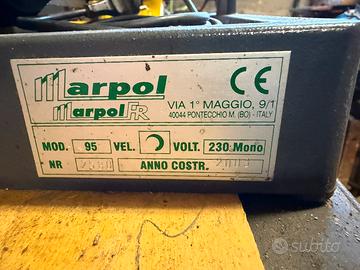 Marpol
Marpol FR
CE
VIA 1° MAGGIO, 9/1
40044 PONTECCHIO M. (BO) - ITALY
MOD. 95 VEL. VOLT. 230 Mono
NR ANNO COSTR.
subito